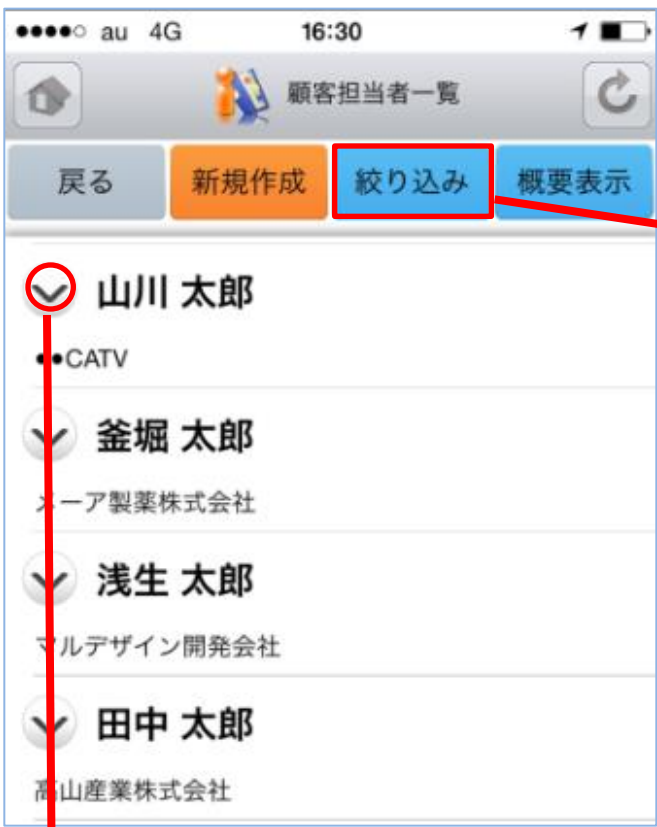 ●●●●○ au 4G 16:30
顧客担当者一覧
戻る 新規作成 絞り込み 概要表示
山川 太郎
●●CATV
釜堀 太郎
メーア製薬株式会社
浅生 太郎
マルデザイン開発会社
田中 太郎
高山産業株式会社